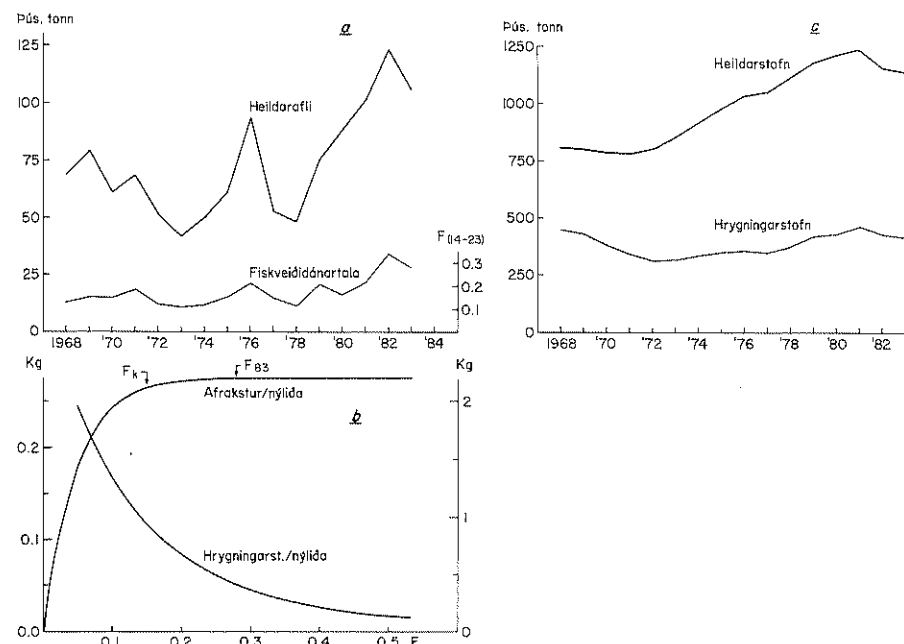 Þús. tonn
a
125
100
75
50
25
0
Heildarafli
Fiskveiðidánartala
F(14-23)
0.3
0.2
0.1
1968 '70 '72 '74 '76 '78 '80 '82 '84
Þús. tonn
c
1250
1000
750
500
250
0
Heildarstofn
Hrygningarstofn
1968 '70 '72 '74 '76 '78 '80 '82
Kg
Kg
Fk
F83
Afrakstur/nýliða
b
0.2
0.1
0.0
2
1
0
Hrygningarst./nýliða
0.1 0.2 0.3 0.4 0.5 F